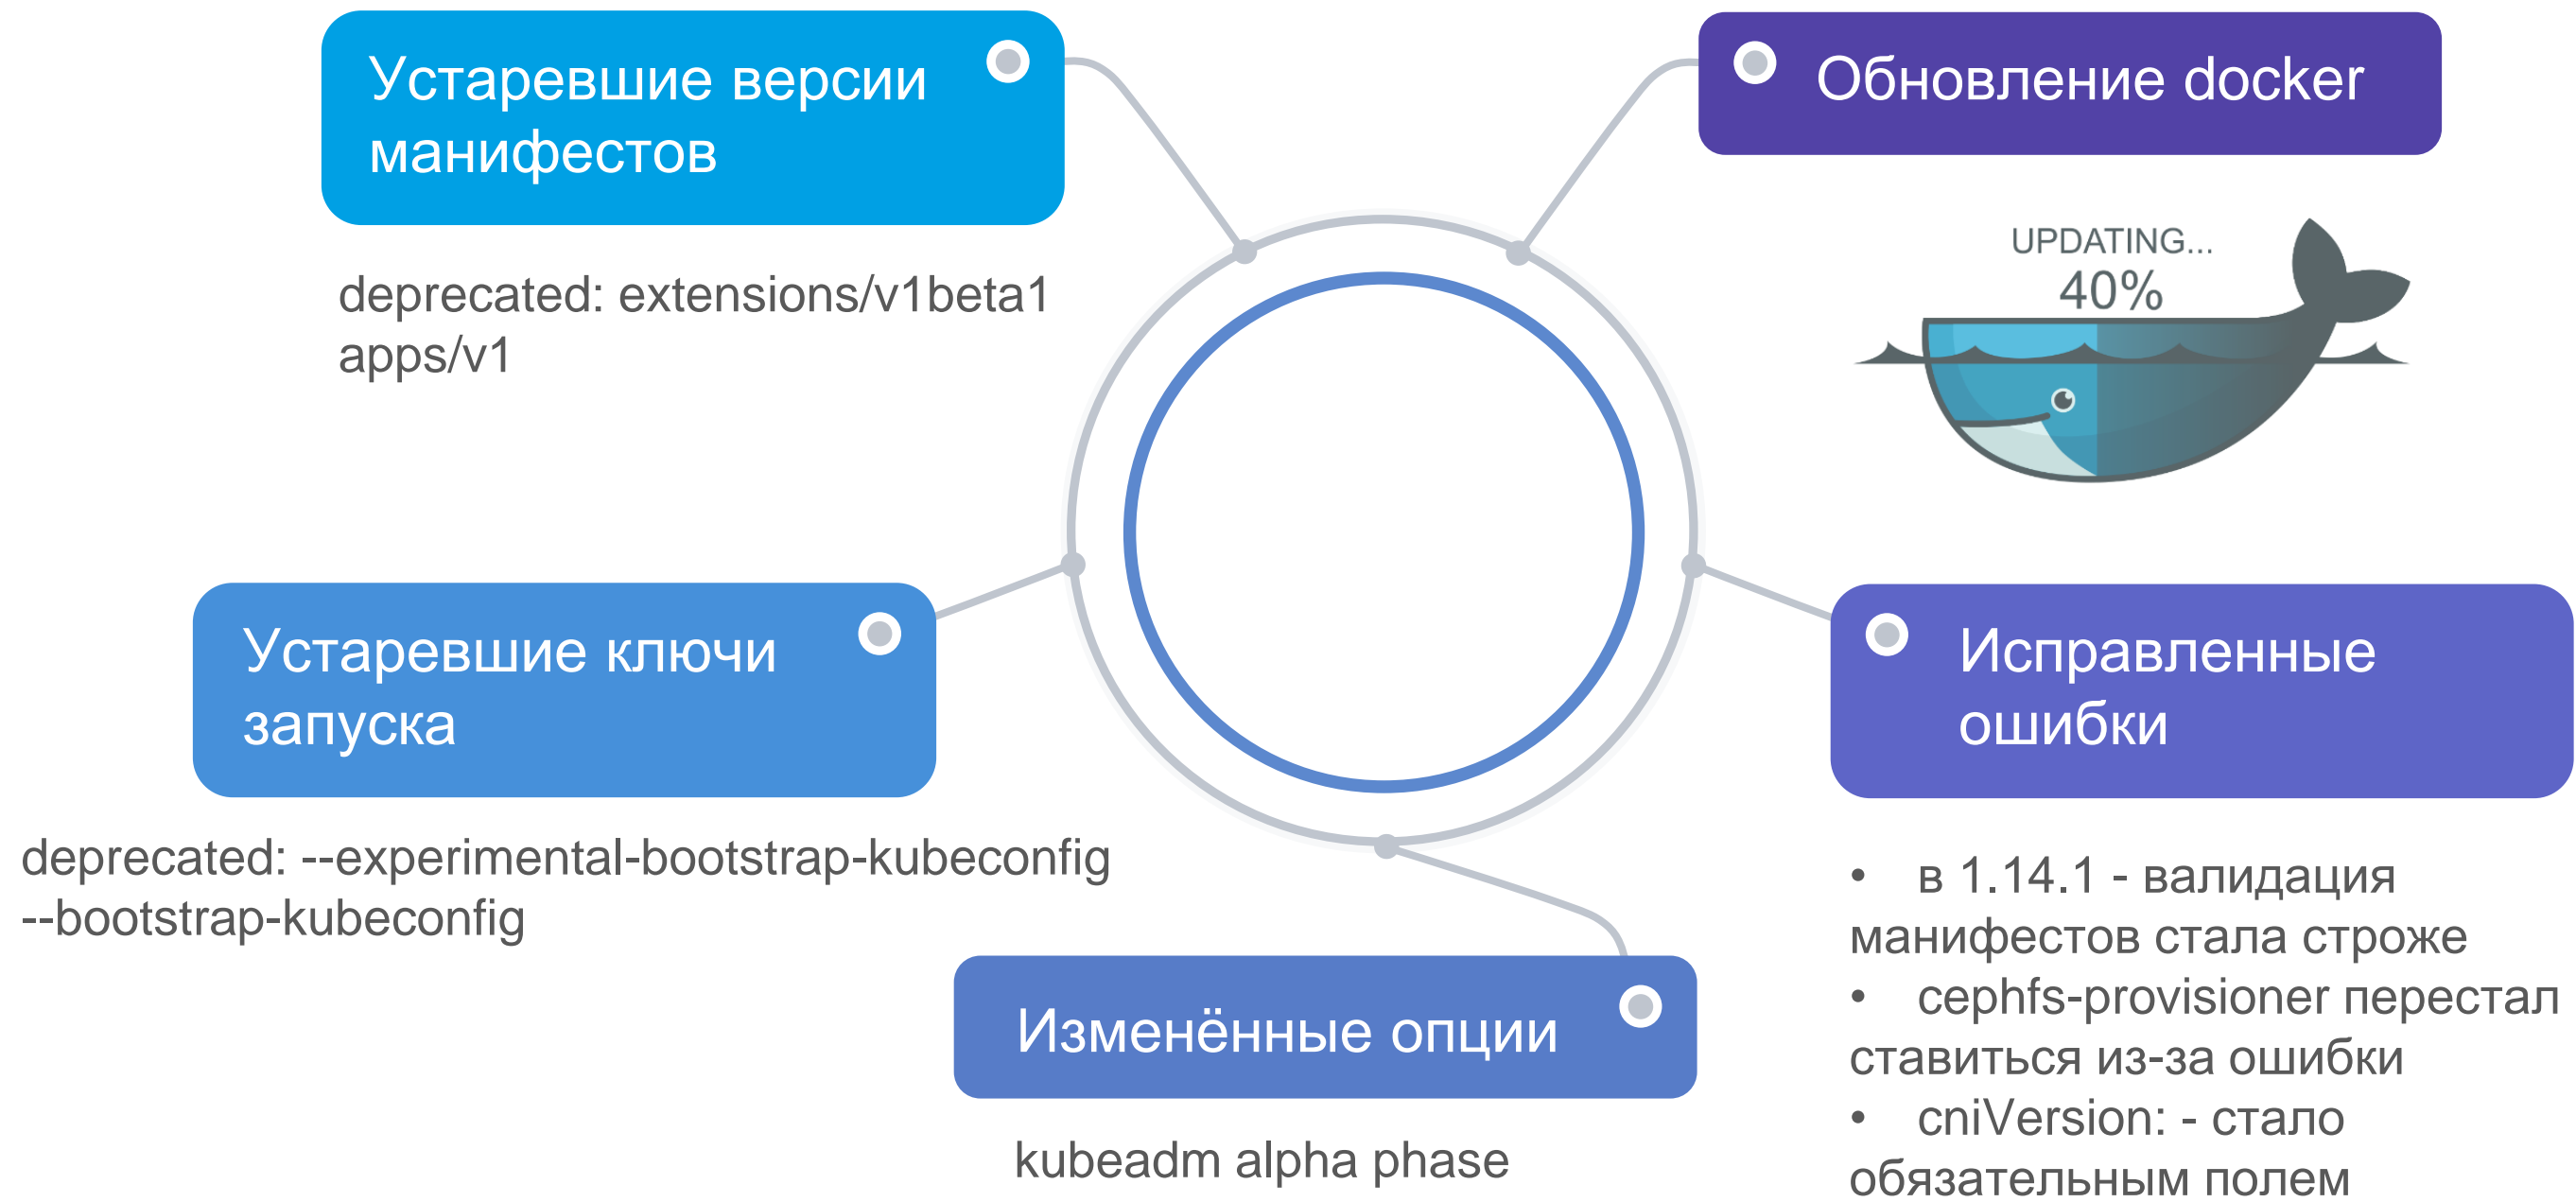 Устаревшие версии
манифестов
deprecated: extensions/v1beta1
apps/v1
Обновление docker
UPDATING...
40%
Устаревшие ключи
запуска
deprecated: --experimental-bootstrap-kubeconfig
--bootstrap-kubeconfig
Исправленные
ошибки
• в 1.14.1 - валидация
манифестов стала строже
• cephfs-provisioner перестал
ставиться из-за ошибки
• cniVersion: - стало
обязательным полем
Изменённые опции
kubeadm alpha phase